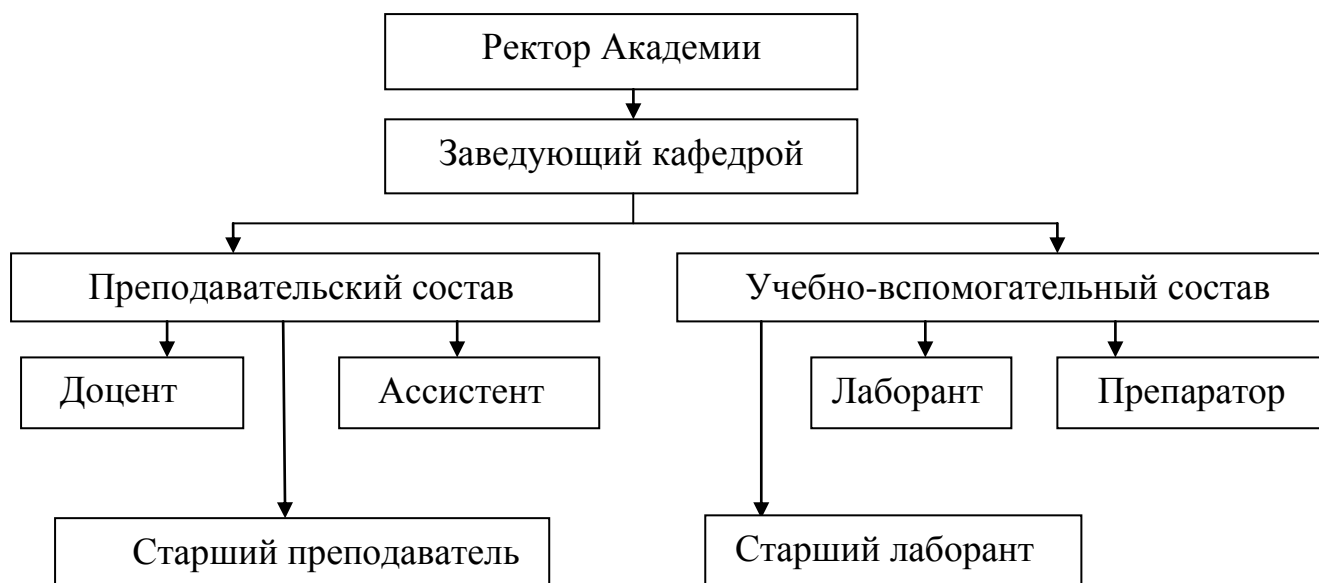 Ректор Академии
Заведующий кафедрой
Преподавательский состав
Учебно-вспомогательный состав
Доцент
Ассистент
Лаборант
Препаратор
Старший преподаватель
Старший лаборант